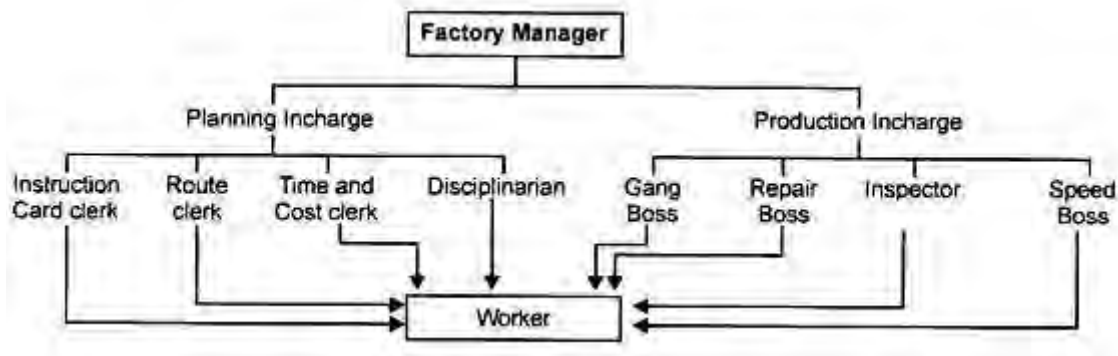 Factory Manager
Planning Incharge
Production Incharge
Instruction
Card clerk
Route
clerk
Time and
Cost clerk
Disciplinarian
Gang
Boss
Repair
Boss
Inspector
Speed
Boss
Worker